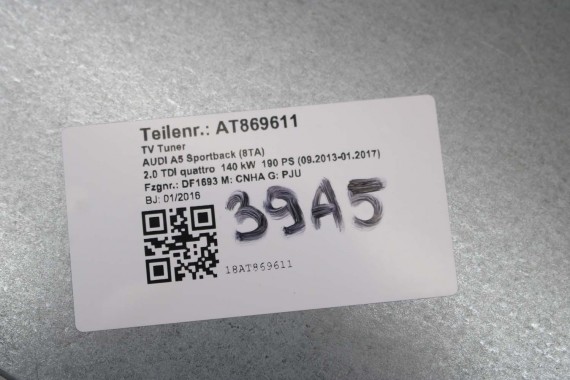 Teilenr.: AT869611
TV Tuner
AUDI A5 Sportback (8TA)
2.0 TDI quattro 140 kW 190 PS (09.2013-01.2017)
Fzgnr.: DF1693 M: CNHA G: PJU
BJ: 01/2016
39A5
18AT869611